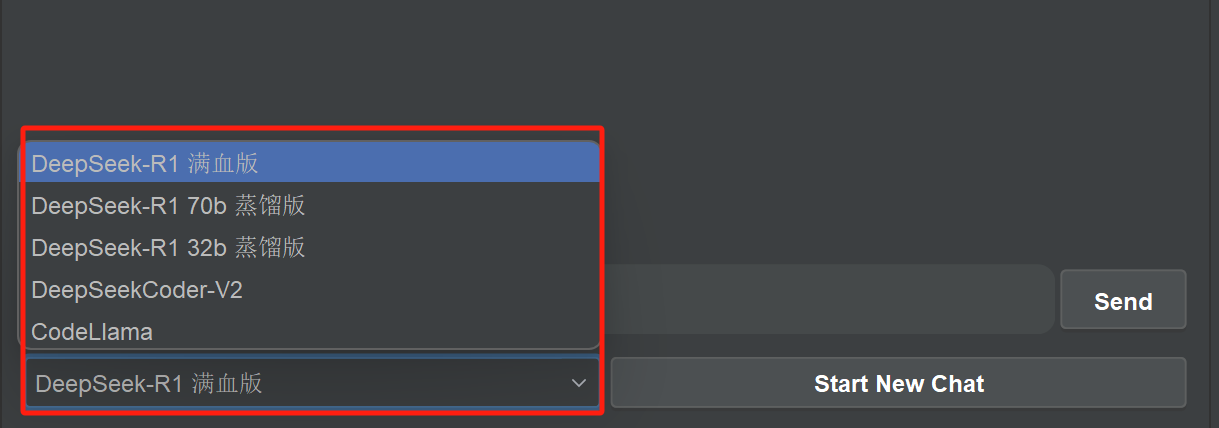 DeepSeek-R1 满血版
DeepSeek-R1 70b 蒸馏版
DeepSeek-R1 32b 蒸馏版
DeepSeekCoder-V2
CodeLlama
Send
DeepSeek-R1 满血版
Start New Chat